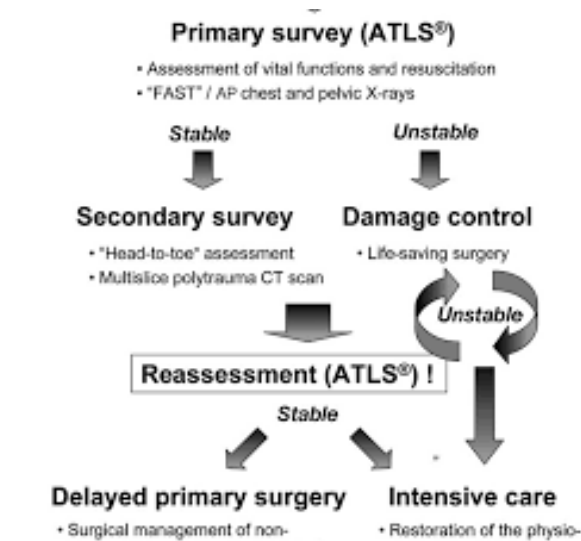 Primary survey (ATLS®)
• Assessment of vital functions and resuscitation
• "FAST" / AP chest and pelvic X-rays
Stable
Unstable
Secondary survey
• "Head-to-toe" assessment
• Multislice polytrauma CT scan
Damage control
• Life-saving surgery
Unstable
Reassessment (ATLS®) !
Stable
Delayed primary surgery
• Surgical management of non-
Intensive care
• Restoration of the physio-